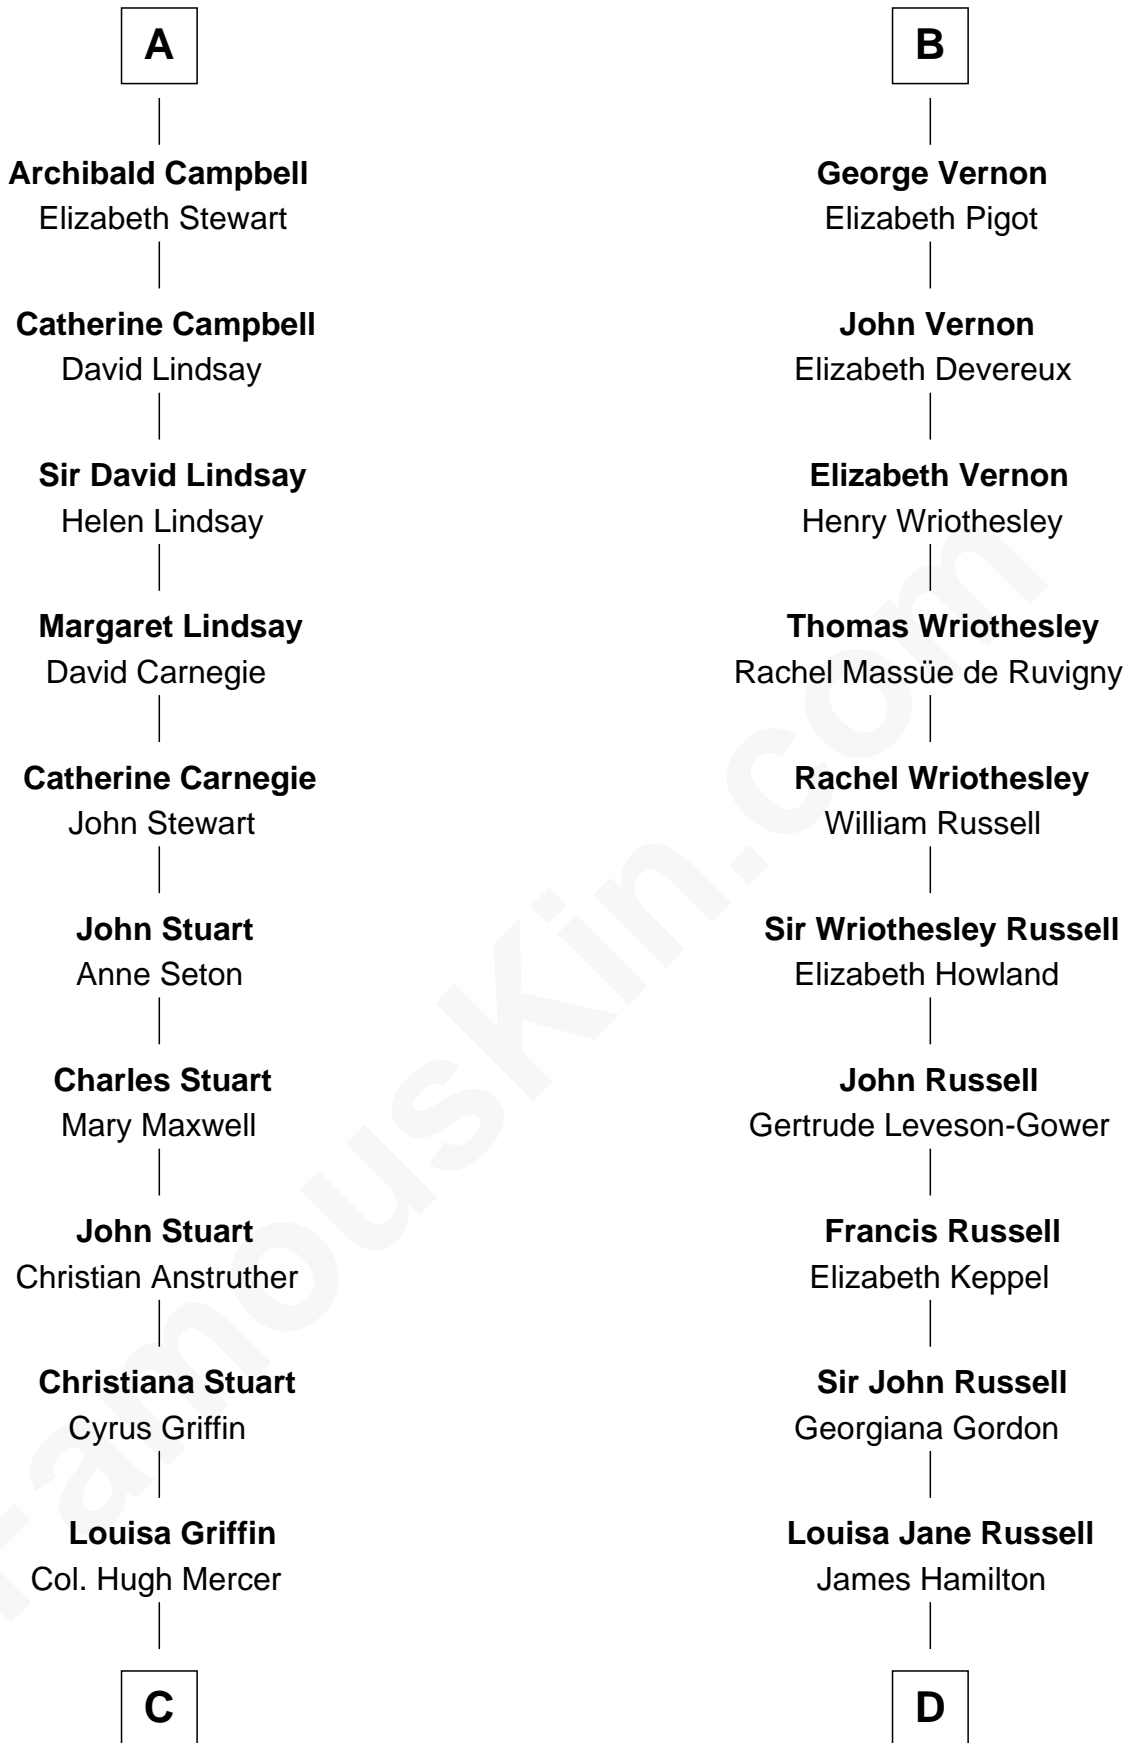 A
Archibald Campbell
Elizabeth Stewart
Catherine Campbell
David Lindsay
Sir David Lindsay
Helen Lindsay
Margaret Lindsay
David Carnegie
Catherine Carnegie
John Stewart
John Stuart
Anne Seton
Charles Stuart
Mary Maxwell
John Stuart
Christian Anstruther
Christiana Stuart
Cyrus Griffin
Louisa Griffin
Col. Hugh Mercer
C
B
George Vernon
Elizabeth Pigot
John Vernon
Elizabeth Devereux
Elizabeth Vernon
Henry Wriothesley
Thomas Wriothesley
Rachel Massüe de Ruvigny
Rachel Wriothesley
William Russell
Sir Wriothesley Russell
Elizabeth Howland
John Russell
Gertrude Leveson-Gower
Francis Russell
Elizabeth Keppel
Sir John Russell
Georgiana Gordon
Louisa Jane Russell
James Hamilton
D
FamousKin.com